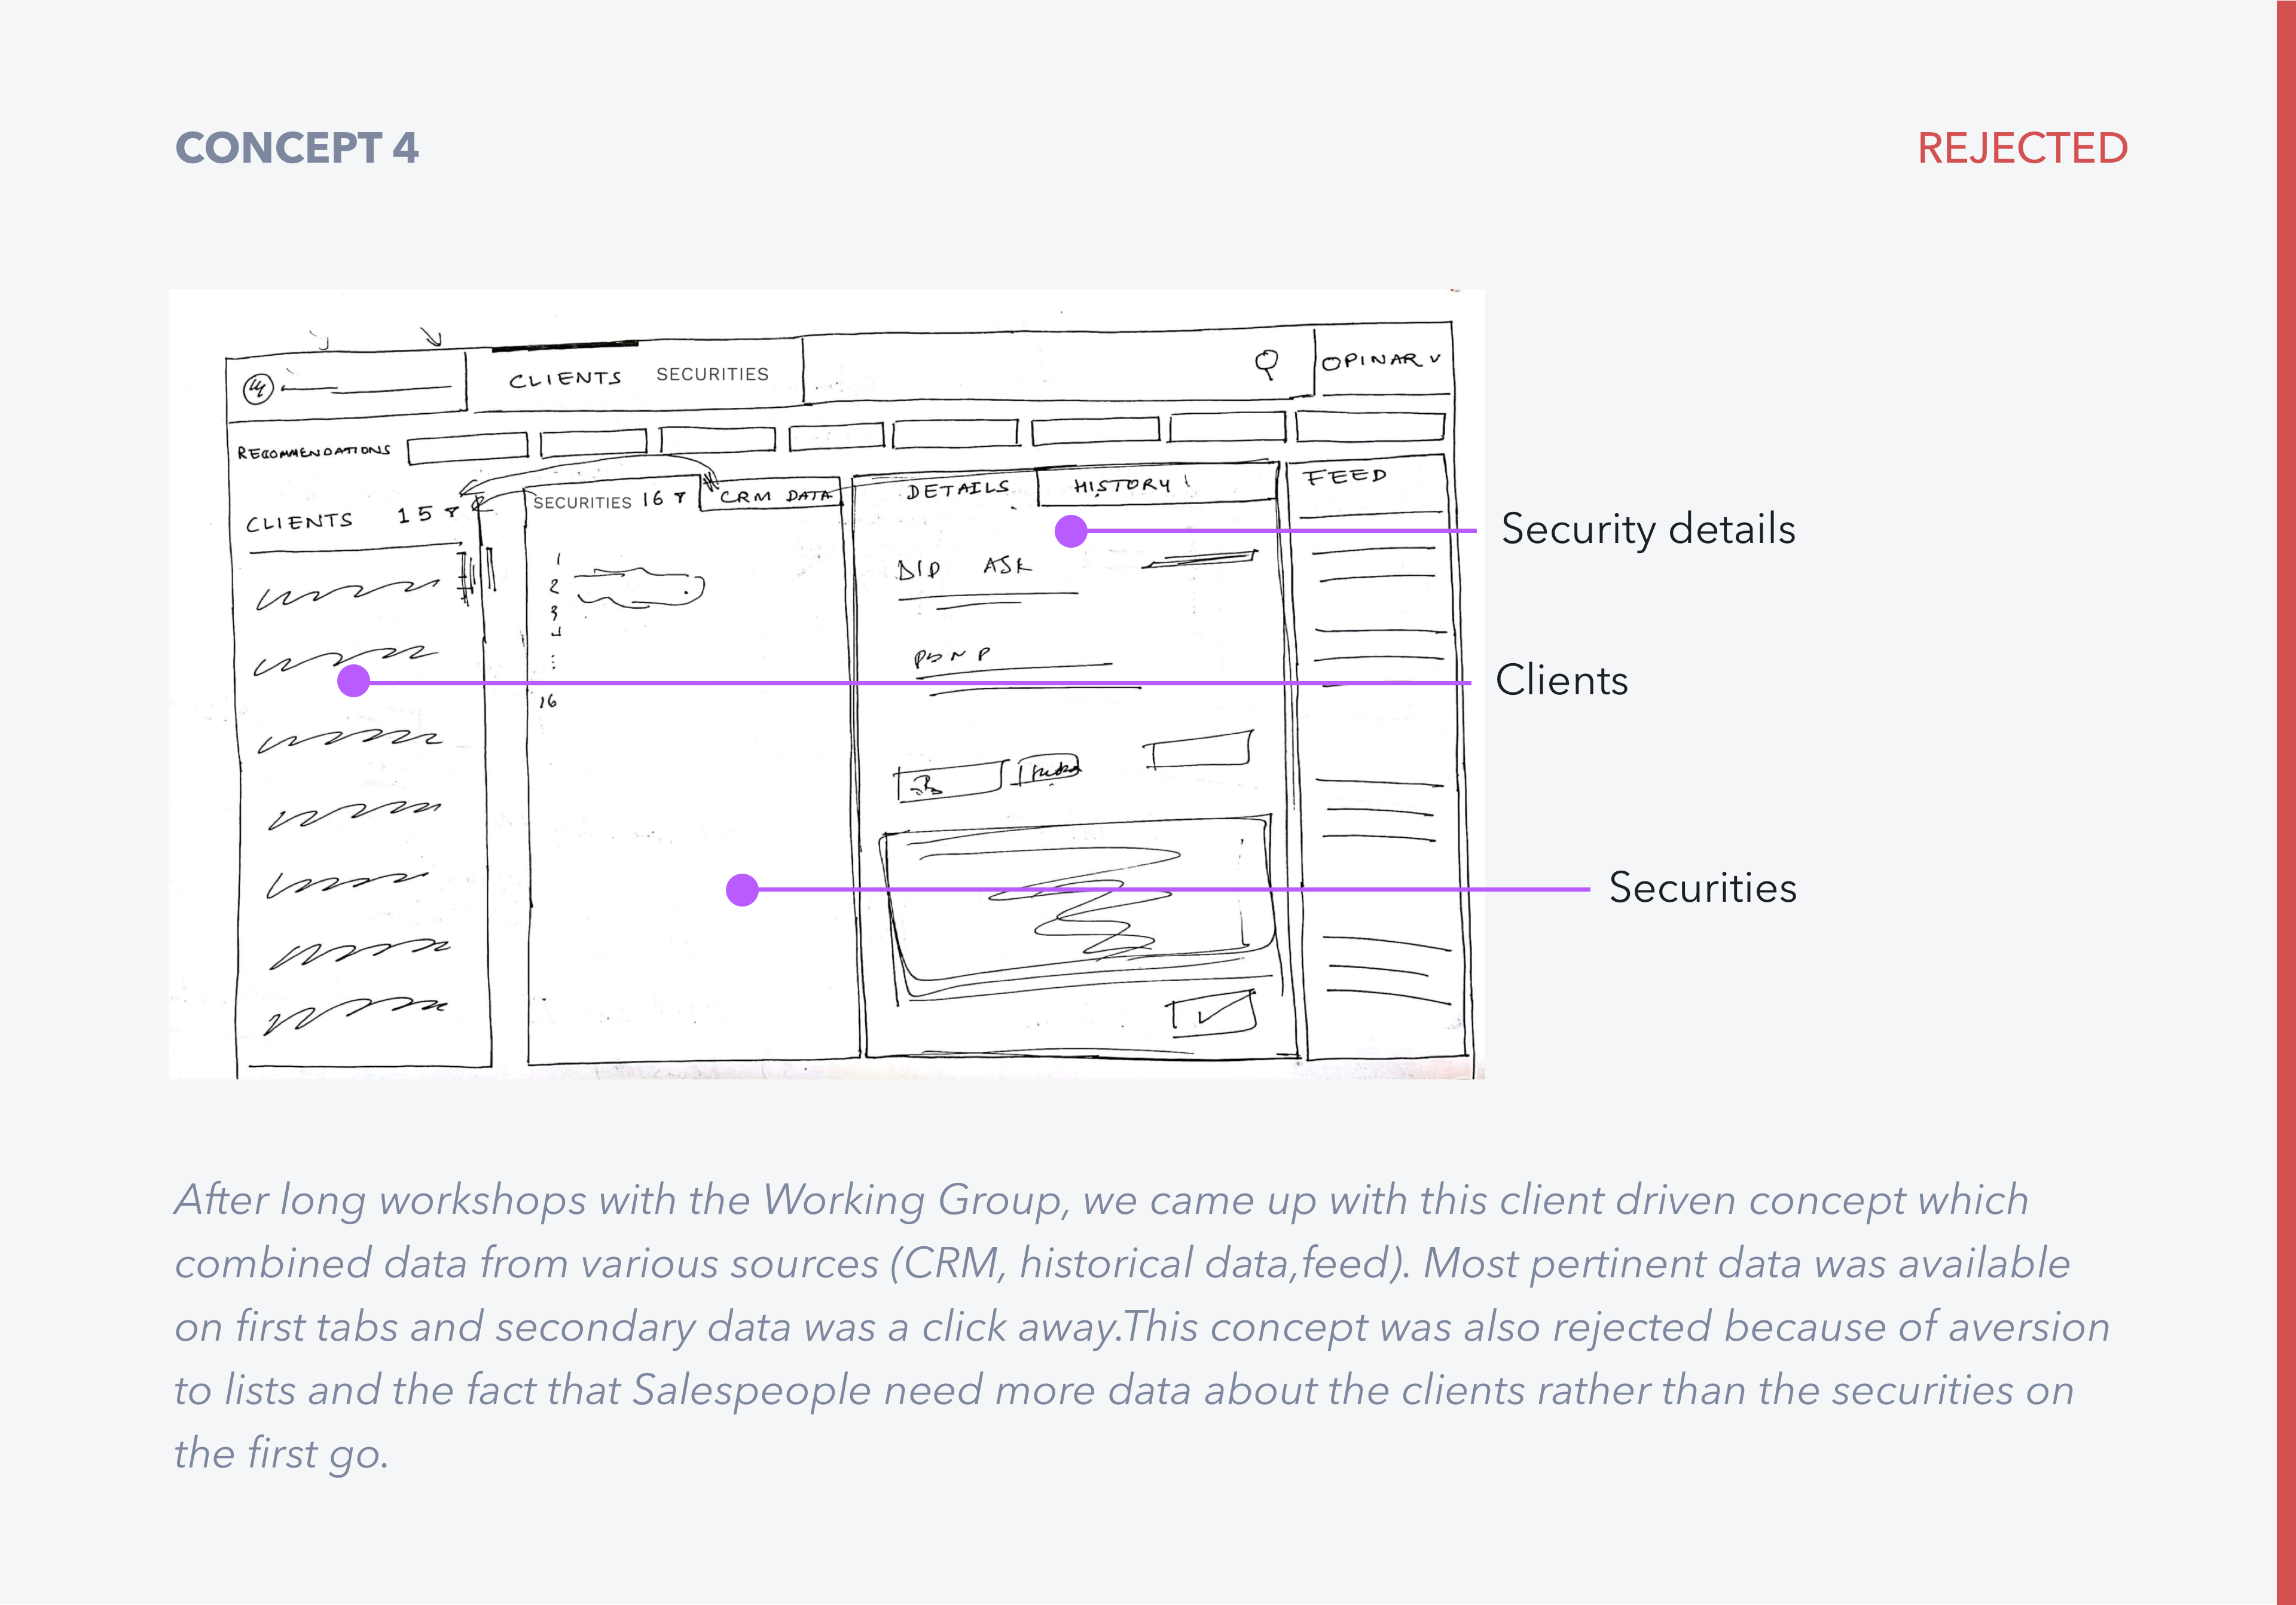 CONCEPT 4
REJECTED
CLIENTS SECURITIES
OPINAR
RECOMMENDATIONS
CLIENTS 15
SECURITIES 16
CRM DATA
DETAILS
HISTORY
FEED
Security details
1
2
3
BID ASK
Clients
16
Securities
After long workshops with the Working Group, we came up with this client driven concept which
combined data from various sources (CRM, historical data,feed). Most pertinent data was available
on first tabs and secondary data was a click away.This concept was also rejected because of aversion
to lists and the fact that Salespeople need more data about the clients rather than the securities on
the first go.